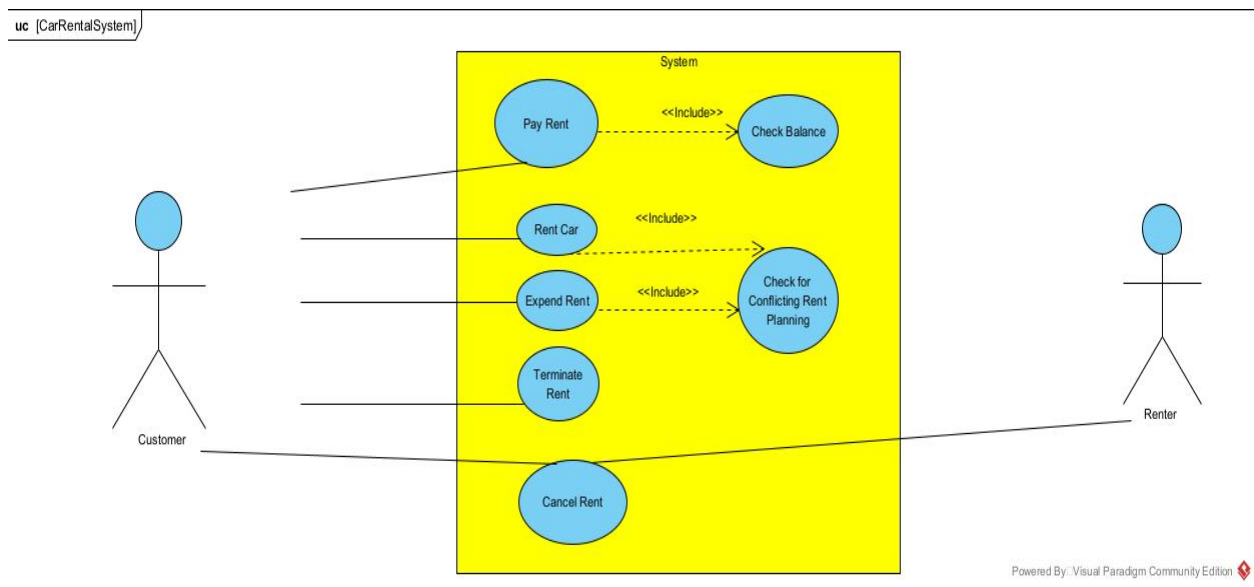 uc [CarRentalSystem]
System
Pay Rent
<<Include>>
Check Balance
Rent Car
<<Include>>
Expend Rent
<<Include>>
Check for
Conflicting Rent
Planning
Terminate
Rent
Cancel Rent
Customer
Renter
Powered By Visual Paradigm Community Edition